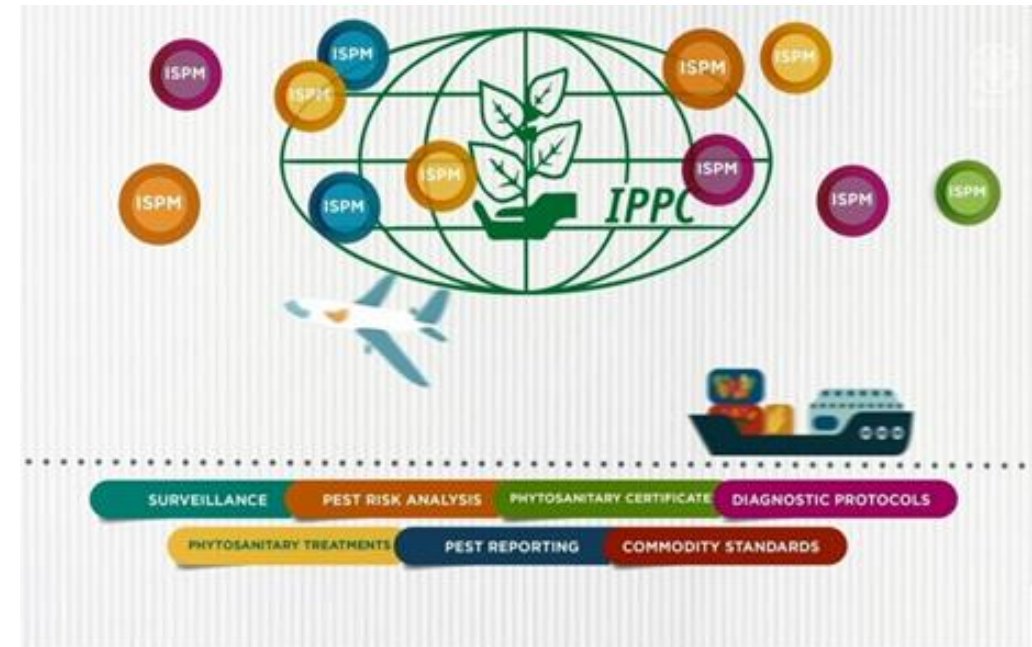 ISPM
ISPM
ISPM
ISPM
ISPM
ISPM
ISPM
ISPM
ISPM
ISPM
ISPM
IPPC
SURVEILLANCE PEST RISK ANALYSIS PHYTOSANITARY CERTIFICATE DIAGNOSTIC PROTOCOLS
PHYTOSANITARY TREATMENTS PEST REPORTING COMMODITY STANDARDS